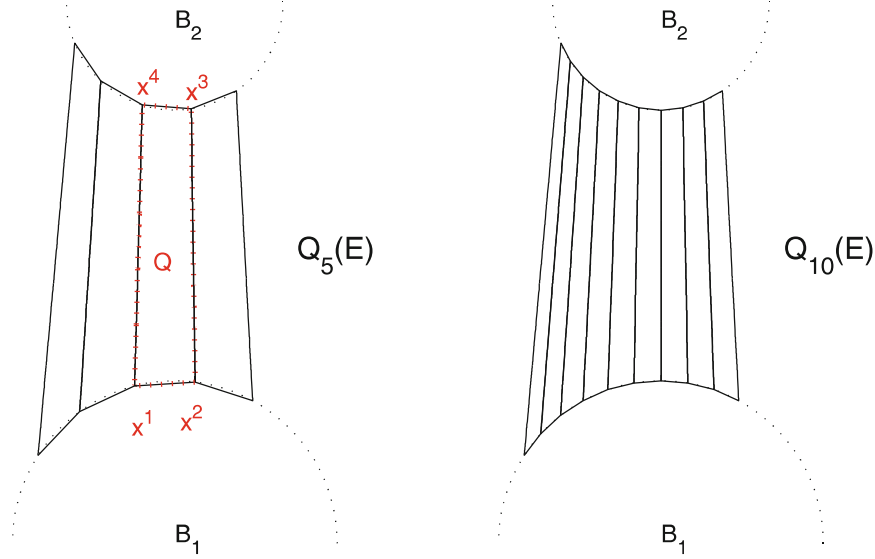 B₂
x⁴ x³
Q
Q₅(E)
x¹ x²
B₁
B₂
Q₁₀(E)
B₁